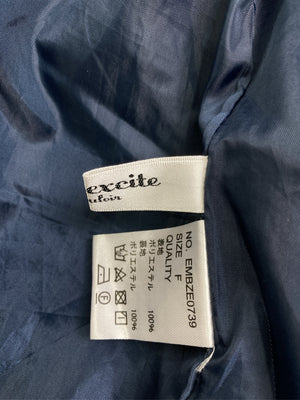 excite
NO. EMBZE0739
SIZE F
QUALITY
表地
ポリエステル 100%
裏地
ポリエステル 100%
F